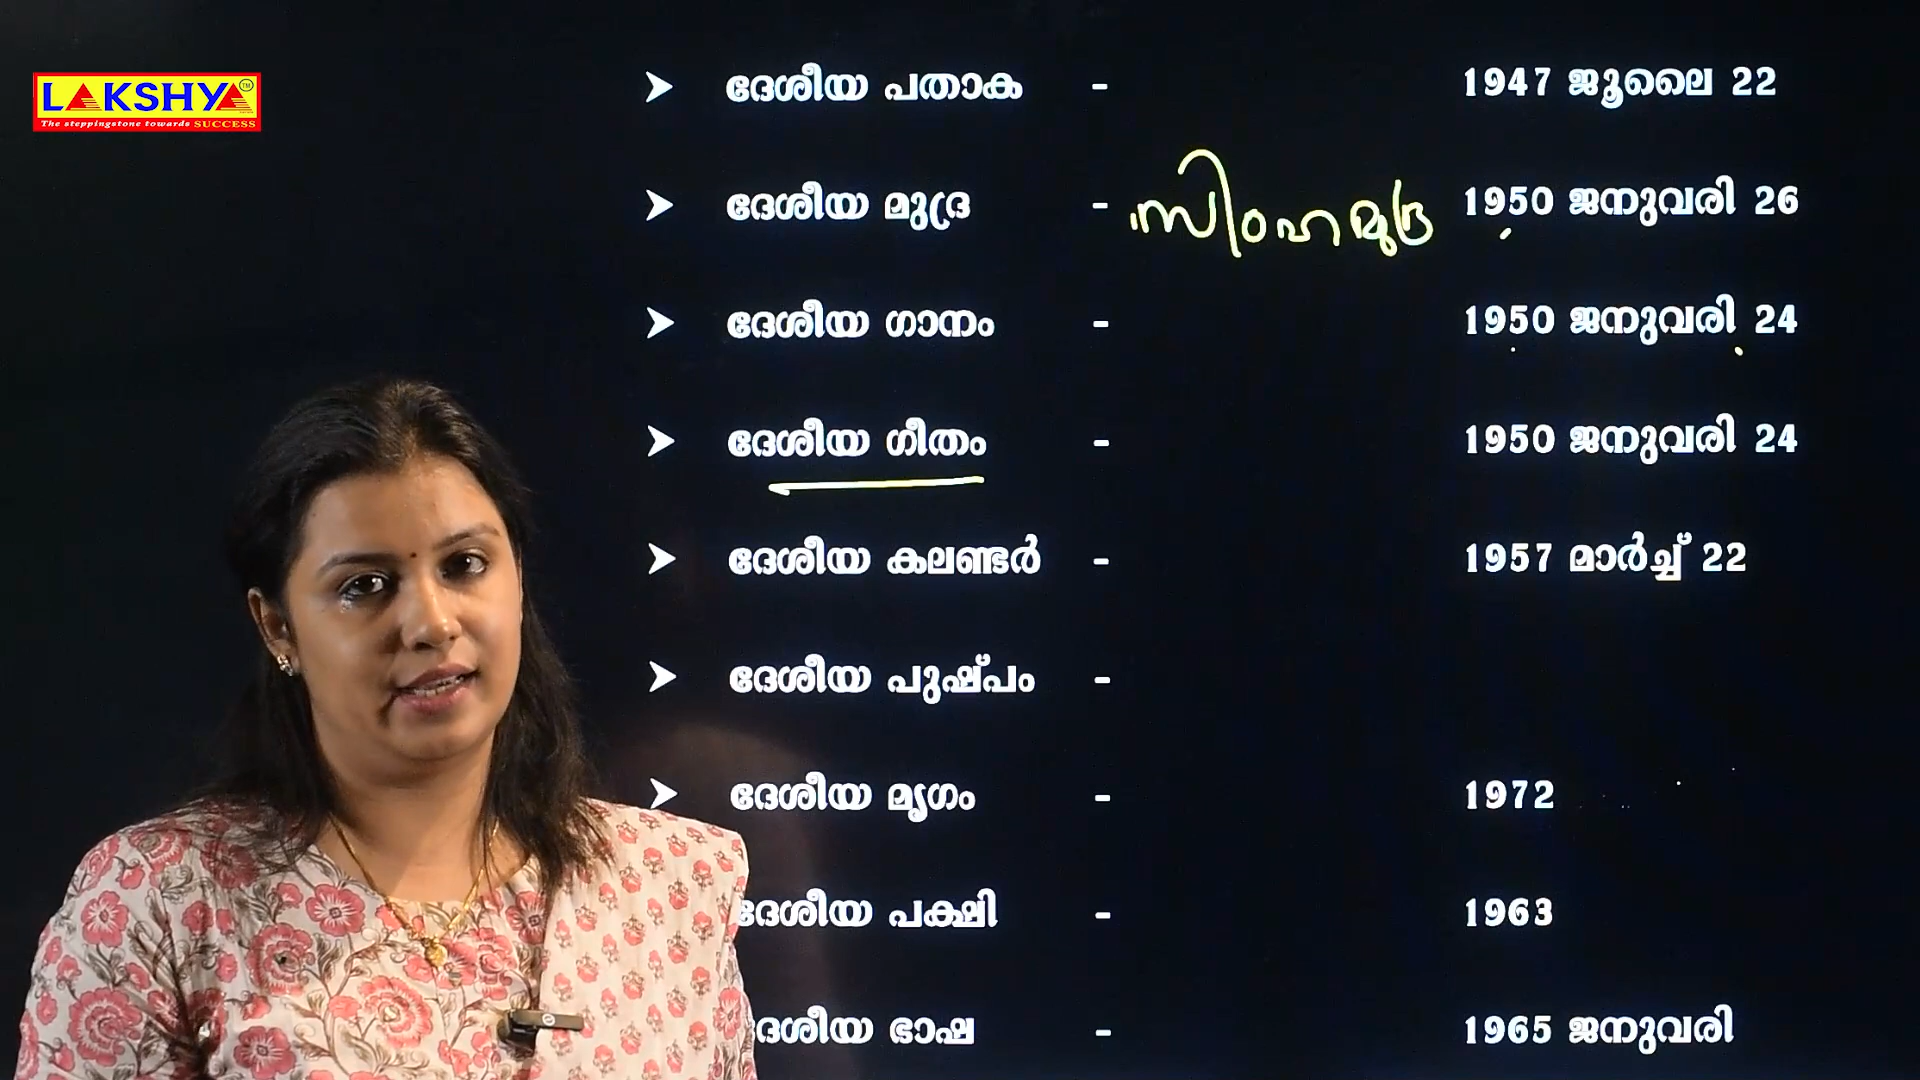 LAKSHYA TM
The steppingstone towards SUCCESS
➤ ദേശീയ പതാക - 1947 ജൂലൈ 22
➤ ദേശീയ മുദ്ര - സിംഹമുദ്ര 1950 ജനുവരി 26
➤ ദേശീയ ഗാനം - 1950 ജനുവരി 24
➤ ദേശീയ ഗീതം - 1950 ജനുവരി 24
➤ ദേശീയ കലണ്ടർ - 1957 മാർച്ച് 22
➤ ദേശീയ പുഷ്പം -
➤ ദേശീയ മൃഗം - 1972
ദേശീയ പക്ഷി - 1963
ദേശീയ ഭാഷ - 1965 ജനുവരി